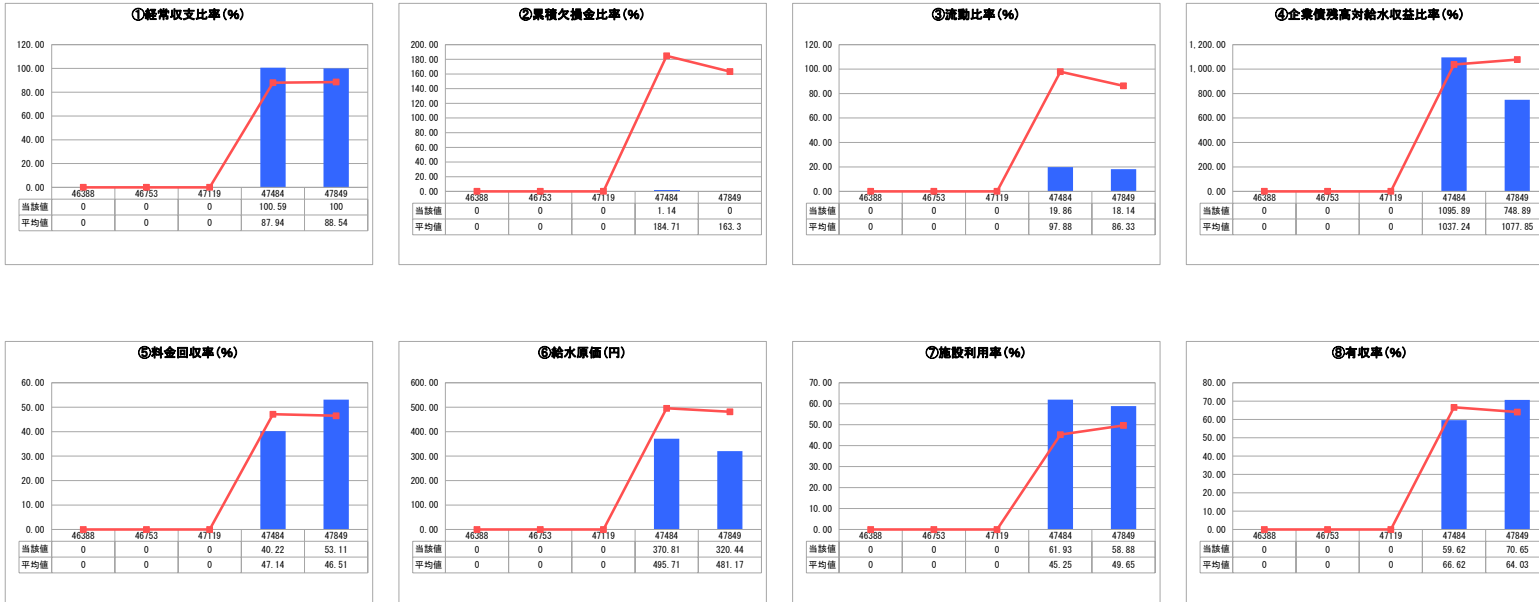 ①経常収支比率(%)
120.00
100.00
80.00
60.00
40.00
20.00
0.00
46388 46753 47119 47484 47849
当該値 0 0 0 100.59 100
平均値 0 0 0 87.94 88.54
②累積欠損金比率(%)
200.00
180.00
160.00
140.00
120.00
100.00
80.00
60.00
40.00
20.00
0.00
46388 46753 47119 47484 47849
当該値 0 0 0 1.14 0
平均値 0 0 0 184.71 163.3
③流動比率(%)
120.00
100.00
80.00
60.00
40.00
20.00
0.00
46388 46753 47119 47484 47849
当該値 0 0 0 19.86 18.14
平均値 0 0 0 97.88 86.33
④企業債残高対給水収益比率(%)
1,200.00
1,000.00
800.00
600.00
400.00
200.00
0.00
46388 46753 47119 47484 47849
当該値 0 0 0 1095.89 748.89
平均値 0 0 0 1037.24 1077.85
⑤料金回収率(%)
60.00
50.00
40.00
30.00
20.00
10.00
0.00
46388 46753 47119 47484 47849
当該値 0 0 0 40.22 53.11
平均値 0 0 0 47.14 46.51
⑥給水原価(円)
600.00
500.00
400.00
300.00
200.00
100.00
0.00
46388 46753 47119 47484 47849
当該値 0 0 0 370.81 320.44
平均値 0 0 0 495.71 481.17
⑦施設利用率(%)
70.00
60.00
50.00
40.00
30.00
20.00
10.00
0.00
46388 46753 47119 47484 47849
当該値 0 0 0 61.93 58.88
平均値 0 0 0 45.25 49.65
⑧有収率(%)
80.00
70.00
60.00
50.00
40.00
30.00
20.00
10.00
0.00
46388 46753 47119 47484 47849
当該値 0 0 0 59.62 70.65
平均値 0 0 0 66.62 64.03